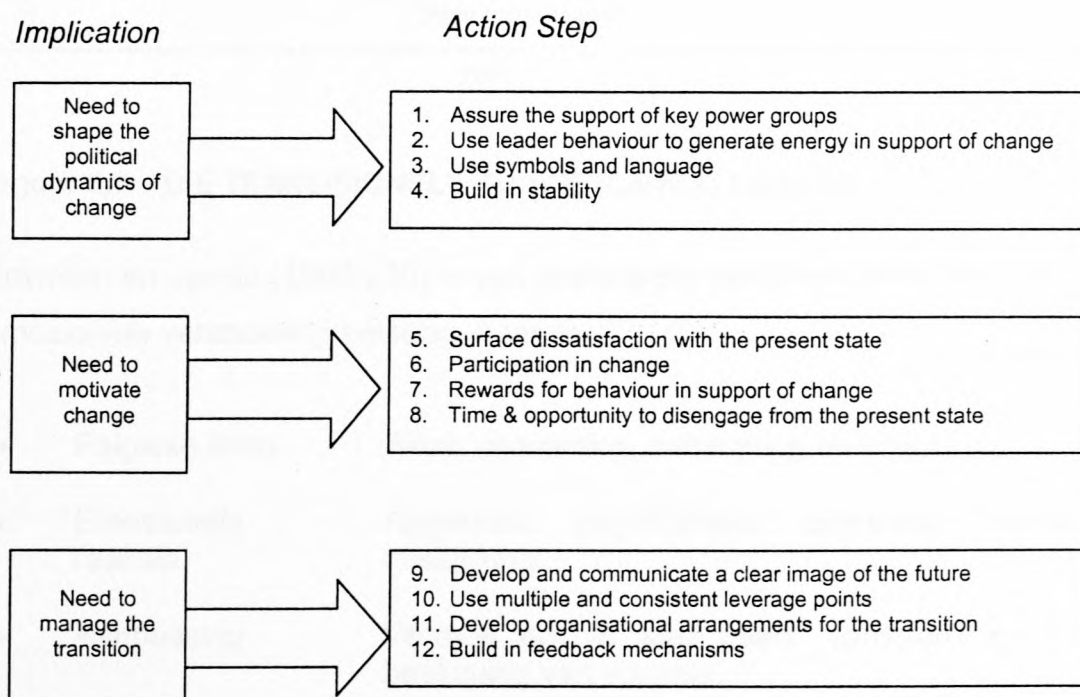 Implication
Action Step
Need to
shape the
political
dynamics of
change
1. Assure the support of key power groups
2. Use leader behaviour to generate energy in support of change
3. Use symbols and language
4. Build in stability
Need to
motivate
change
5. Surface dissatisfaction with the present state
6. Participation in change
7. Rewards for behaviour in support of change
8. Time & opportunity to disengage from the present state
Need to
manage the
transition
9. Develop and communicate a clear image of the future
10. Use multiple and consistent leverage points
11. Develop organisational arrangements for the transition
12. Build in feedback mechanisms